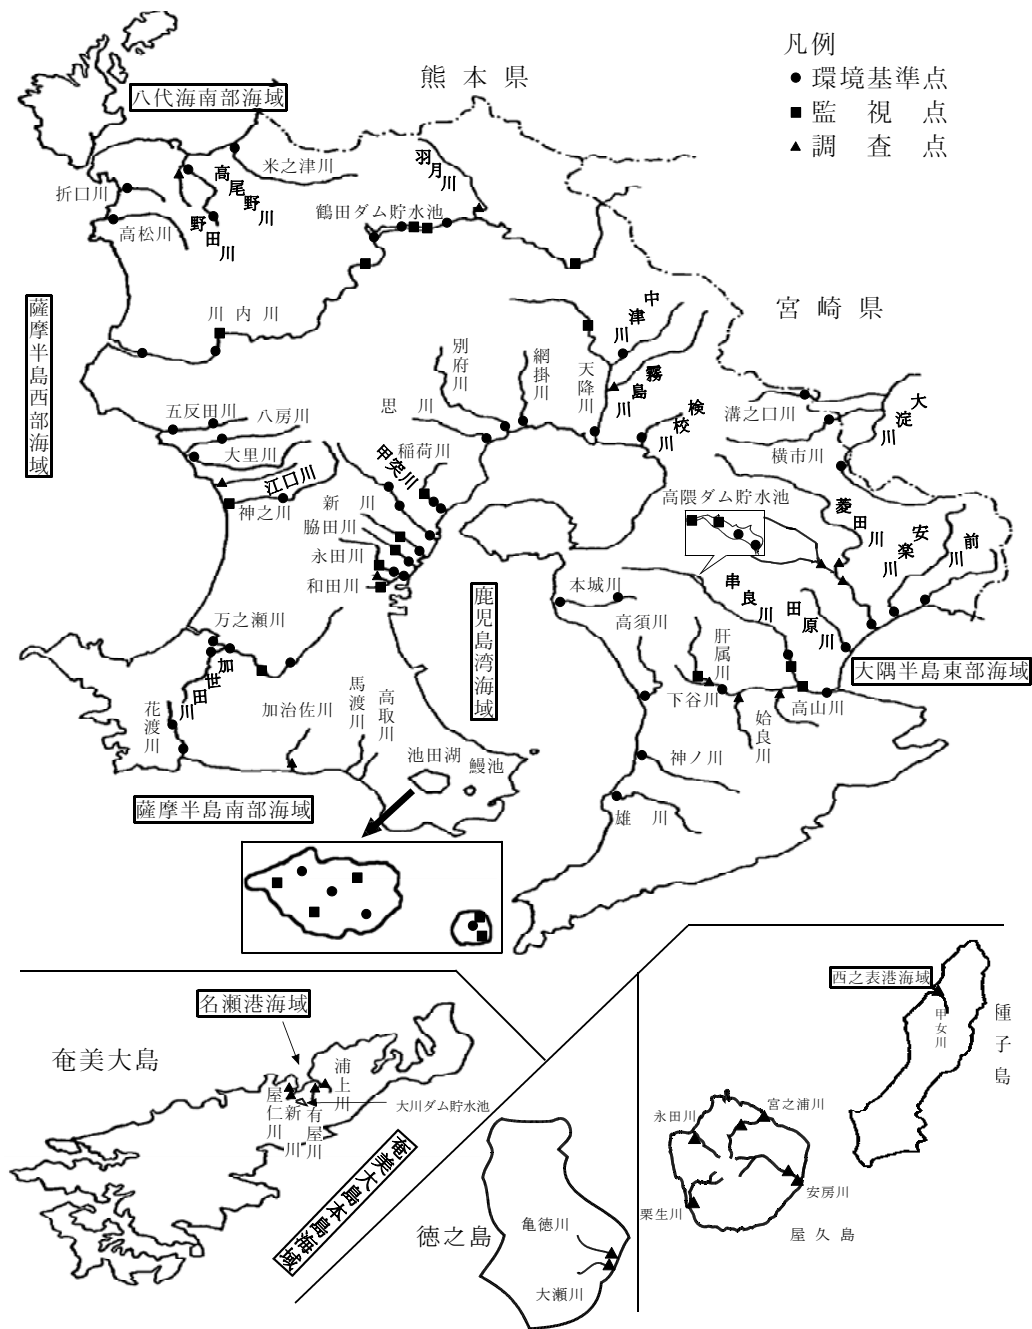 凡例
環境基準点
監 視 点
調 査 点
熊 本 県
八代海南部海域
米之津川
羽月川
高尾野川
折口川
野田川
高松川
鶴田ダム貯水池
薩摩半島西部海域
宮 崎 県
川 内 川
中津川
別府川
網掛川
天降川
霧島川
思 川
検校川
大淀川
溝之口川
横市川
五反田川
八房川
大里川
江口川
神之川
甲突川
稲荷川
新 川
脇田川
永田川
和田川
高隈ダム貯水池
菱田川
安楽川
前川
串良川
田原川
本城川
高須川
肝属川
下谷川
姶良川
高山川
大隅半島東部海域
鹿児島湾海域
万之瀬川
加世田川
花渡川
加治佐川
馬渡川
高取川
池田湖
鰻池
神ノ川
雄 川
薩摩半島南部海域
名瀬港海域
奄美大島
浦上川
屋仁川
新川
有屋川
大川ダム貯水池
奄美大島本島海域
徳之島
亀徳川
大瀬川
西之表港海域
甲女川
種子島
永田川
宮之浦川
安房川
栗生川
屋久島